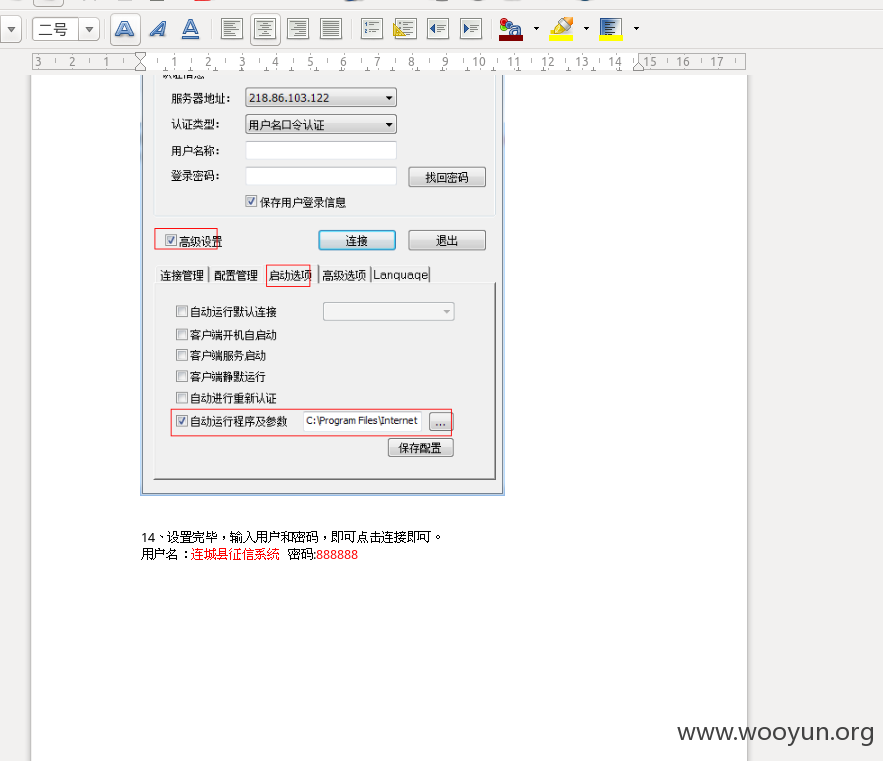 二号
3 2 1 1 2 3 4 5 6 7 8 9 10 11 12 13 14 15 16 17
认证信息
服务器地址: 218.86.103.122
认证类型: 用户名口令认证
用户名称:
登录密码: 找回密码
保存用户登录信息
高级设置 连接 退出
连接管理 配置管理 启动选项 高级选项 Language
自动运行默认连接
客户端开机自启动
客户端服务启动
客户端静默运行
自动进行重新认证
自动运行程序及参数 C:\Program Files\Internet ...
保存配置
14、设置完毕，输入用户和密码，即可点击连接即可。
用户名：连城县征信系统 密码:888888
www.wooyun.org